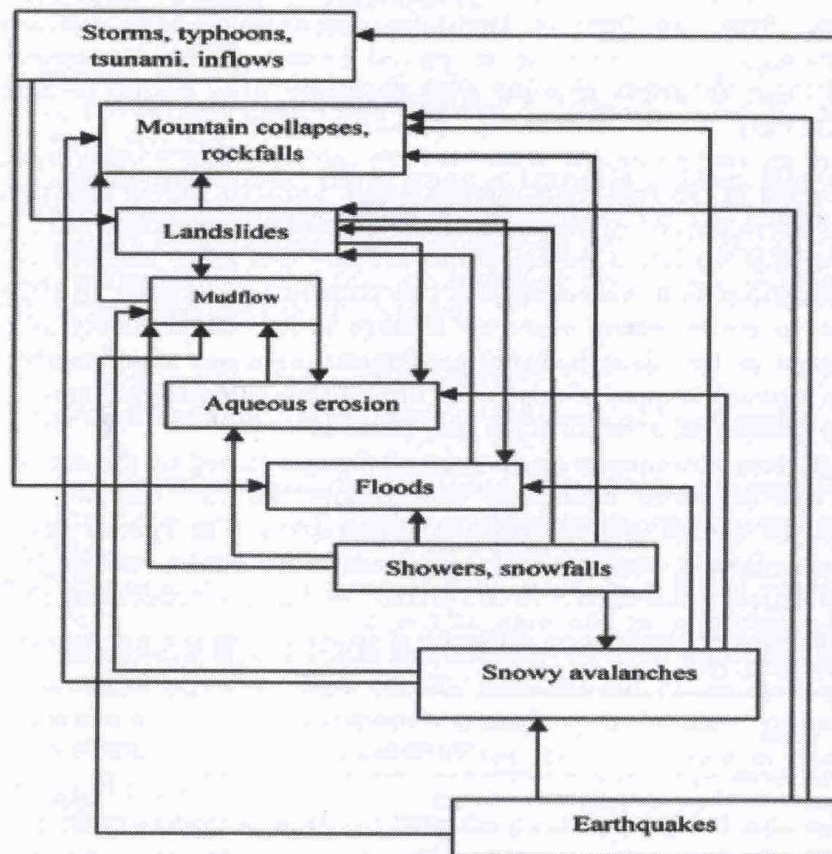 Storms, typhoons,
tsunami, inflows
Mountain collapses,
rockfalls
Landslides
Mudflow
Aqueous erosion
Floods
Showers, snowfalls
Snowy avalanches
Earthquakes